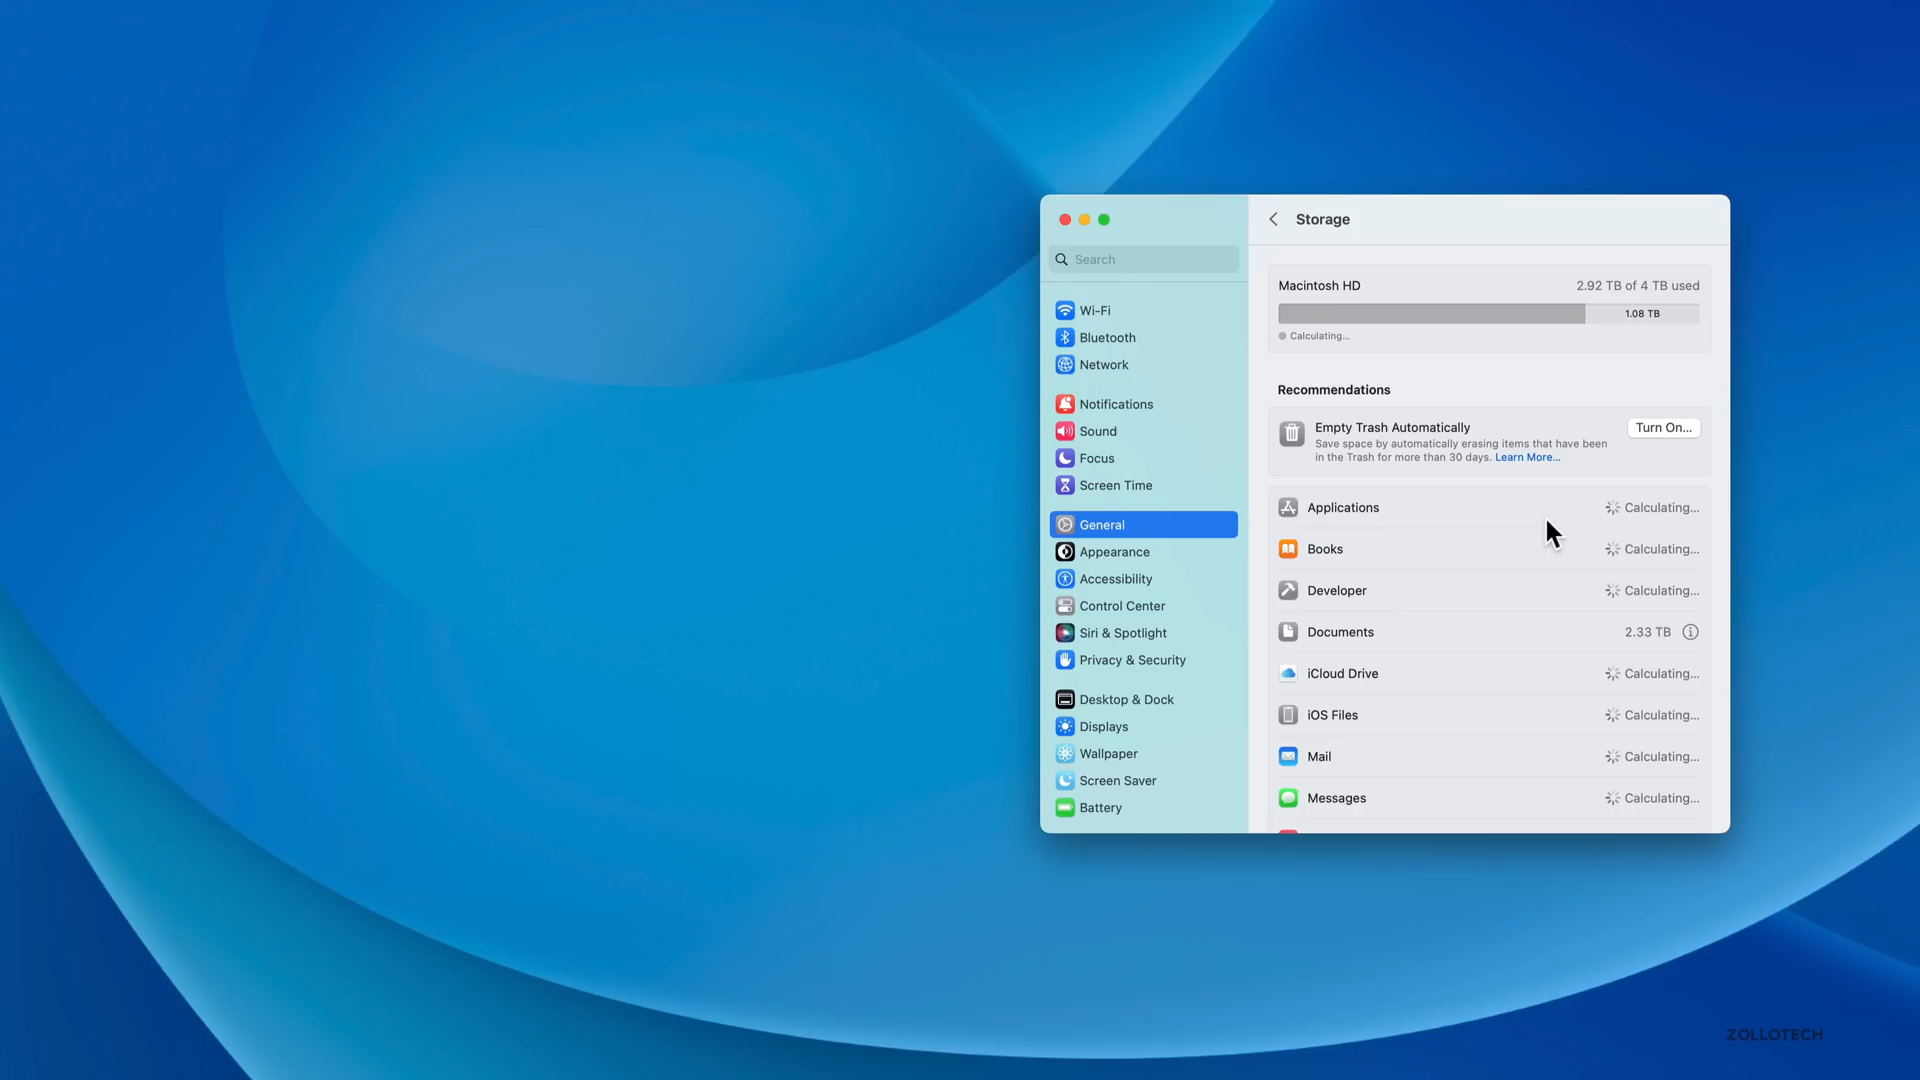 Storage
Search
Wi-Fi
Bluetooth
Network
Notifications
Sound
Focus
Screen Time
General
Appearance
Accessibility
Control Center
Siri & Spotlight
Privacy & Security
Desktop & Dock
Displays
Wallpaper
Screen Saver
Battery
Macintosh HD
2.92 TB of 4 TB used
1.08 TB
Calculating...
Recommendations
Empty Trash Automatically
Turn On...
Save space by automatically erasing items that have been
in the Trash for more than 30 days. Learn More...
Applications
Calculating...
Books
Calculating...
Developer
Calculating...
Documents
2.33 TB
iCloud Drive
Calculating...
iOS Files
Calculating...
Mail
Calculating...
Messages
Calculating...
ZOLLOTECH